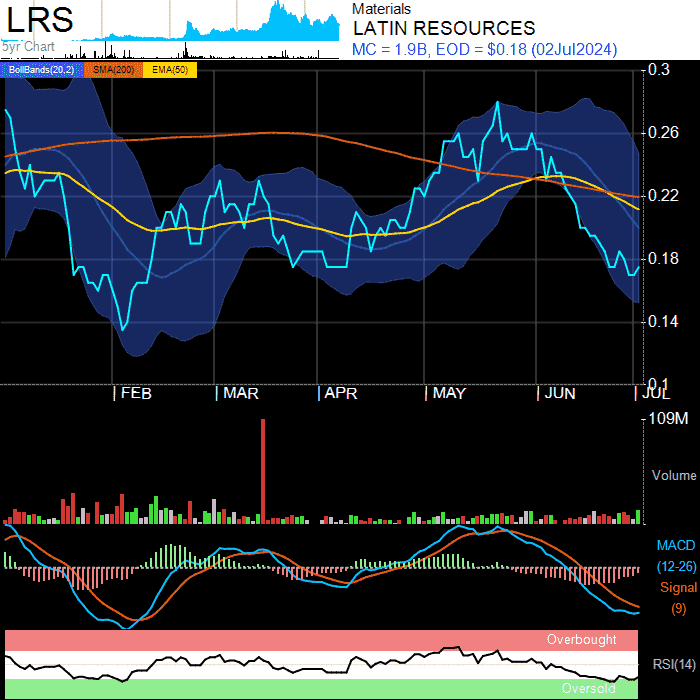 LRS
5yr Chart
Materials
LATIN RESOURCES
MC = 1.9B, EOD = $0.18 (02Jul2024)
BollBands(20,2) SMA(200) EMA(50)
0.3
0.26
0.22
0.18
0.14
0.1
FEB MAR APR MAY JUN JUL
109M
Volume
MACD
(12-26)
Signal
(9)
Overbought
RSI(14)
Oversold